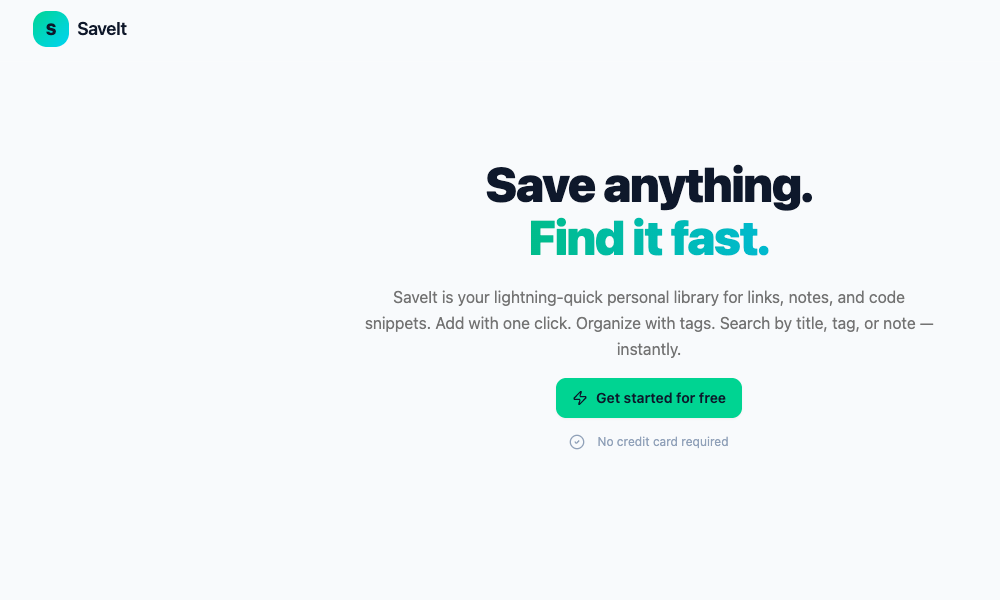 S SaveIt
Save anything.
Find it fast.
SaveIt is your lightning-quick personal library for links, notes, and code
snippets. Add with one click. Organize with tags. Search by title, tag, or note —
instantly.
Get started for free
No credit card required